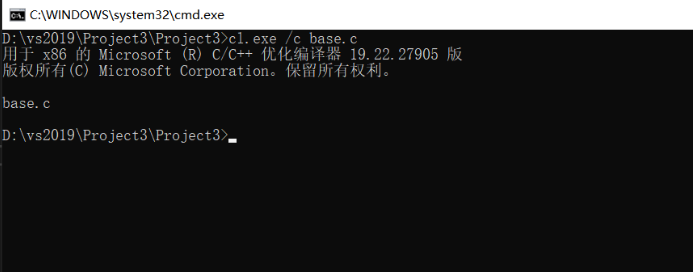 C:\WINDOWS\system32\cmd.exe
D:\vs2019\Project3\Project3>cl.exe /c base.c
用于 x86 的 Microsoft (R) C/C++ 优化编译器 19.22.27905 版
版权所有(C) Microsoft Corporation。保留所有权利。
base.c
D:\vs2019\Project3\Project3>